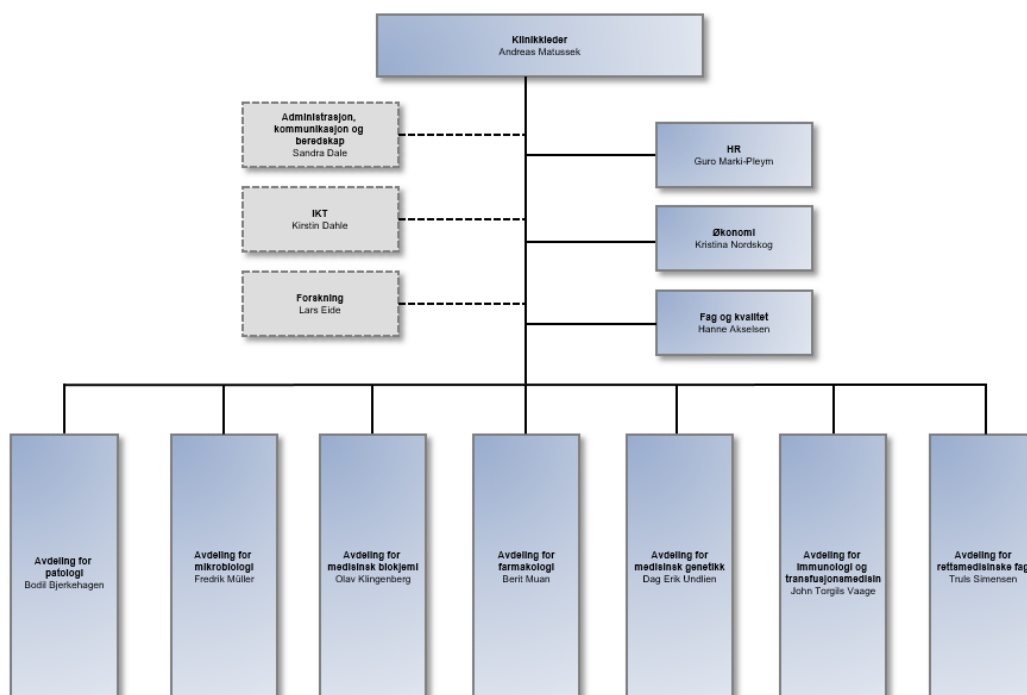 Klinikkleder
Andreas Matussek
Administrasjon,
kommunikasjon og
beredskap
Sandra Dale
HR
Guro Marki-Pleym
IKT
Kirstin Dahle
Økonomi
Kristina Nordskog
Forskning
Lars Eide
Fag og kvalitet
Hanne Akselsen
Avdeling for
patologi
Bodil Bjerkehagen
Avdeling for
mikrobiologi
Fredrik Müller
Avdeling for
medisinsk biokjemi
Olav Klingenberg
Avdeling for
farmakologi
Berit Muan
Avdeling for
medisinsk genetikk
Dag Erik Undlien
Avdeling for
immunologi og
transfusjonsmedisin
John Torgils Vaage
Avdeling for
rettsmedisinske fag
Truls Simensen